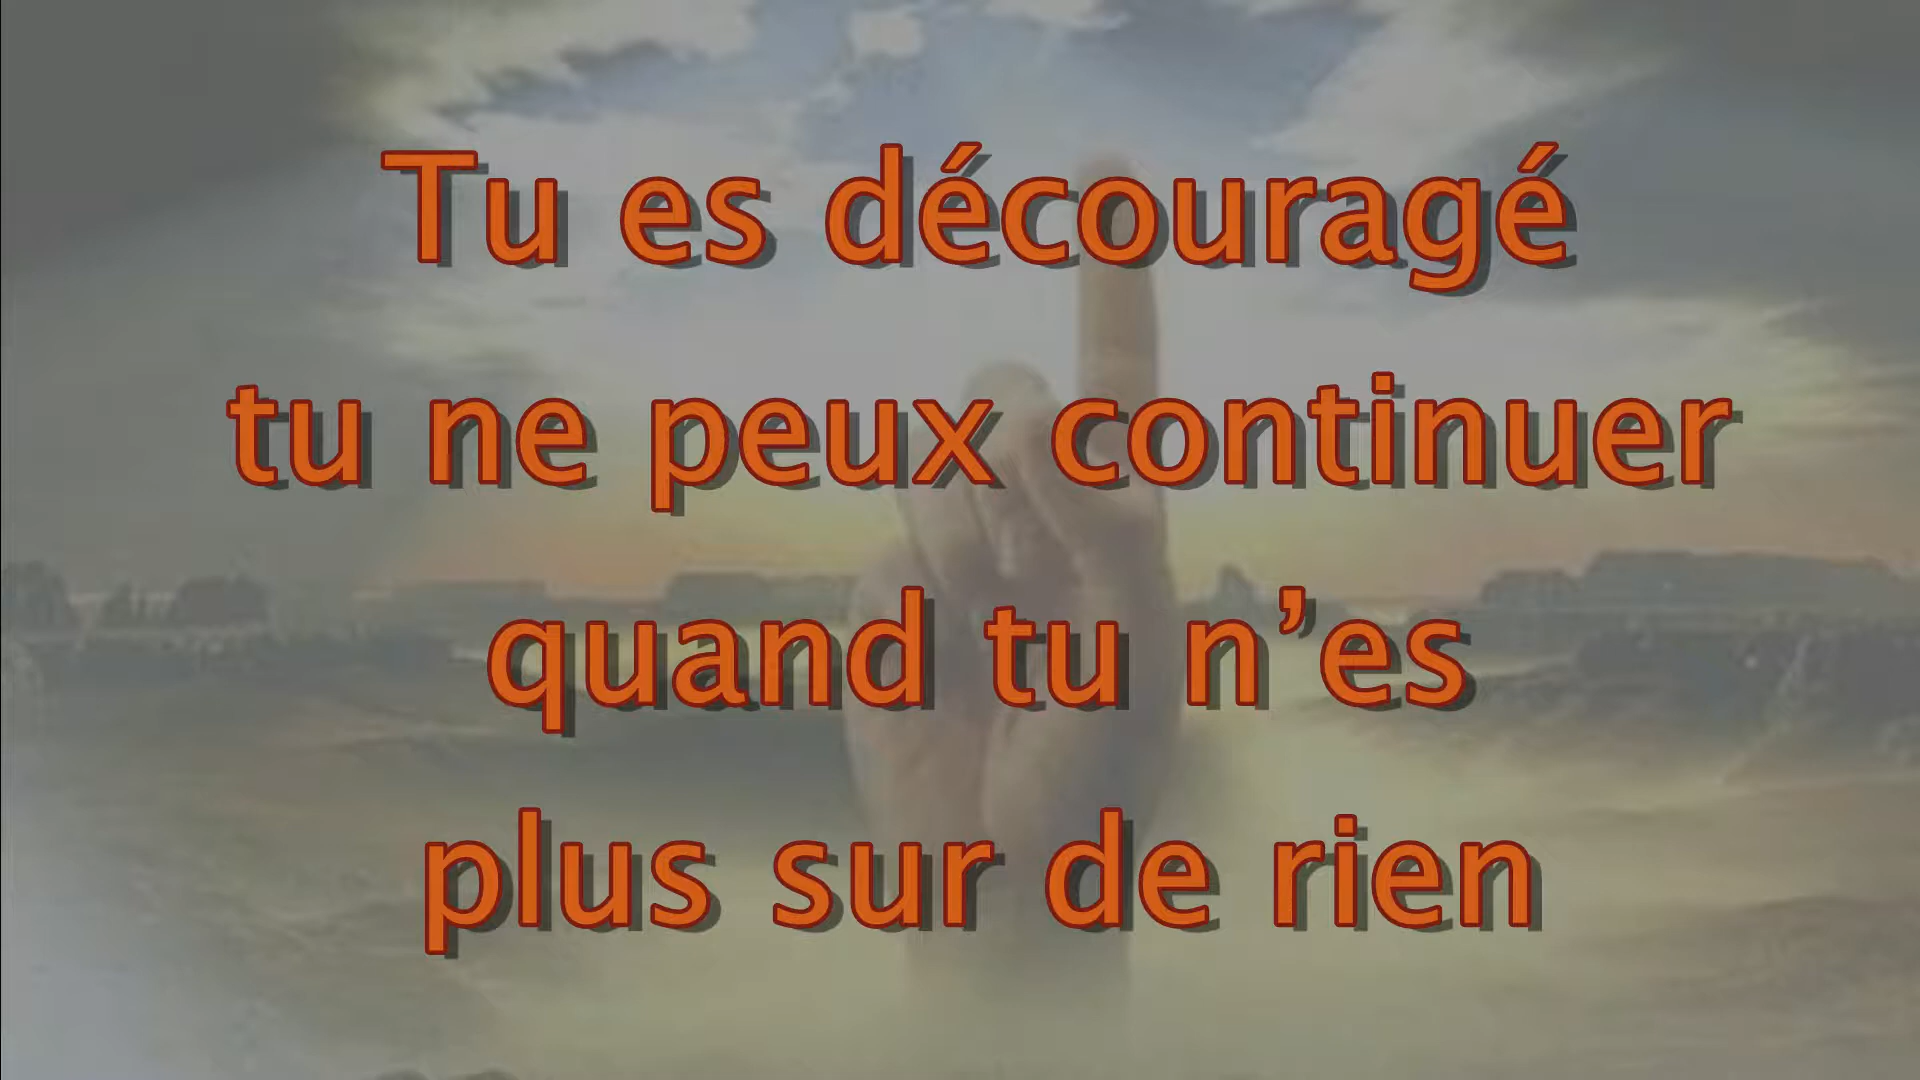 Tu es découragé
tu ne peux continuer
quand tu n’es
plus sur de rien